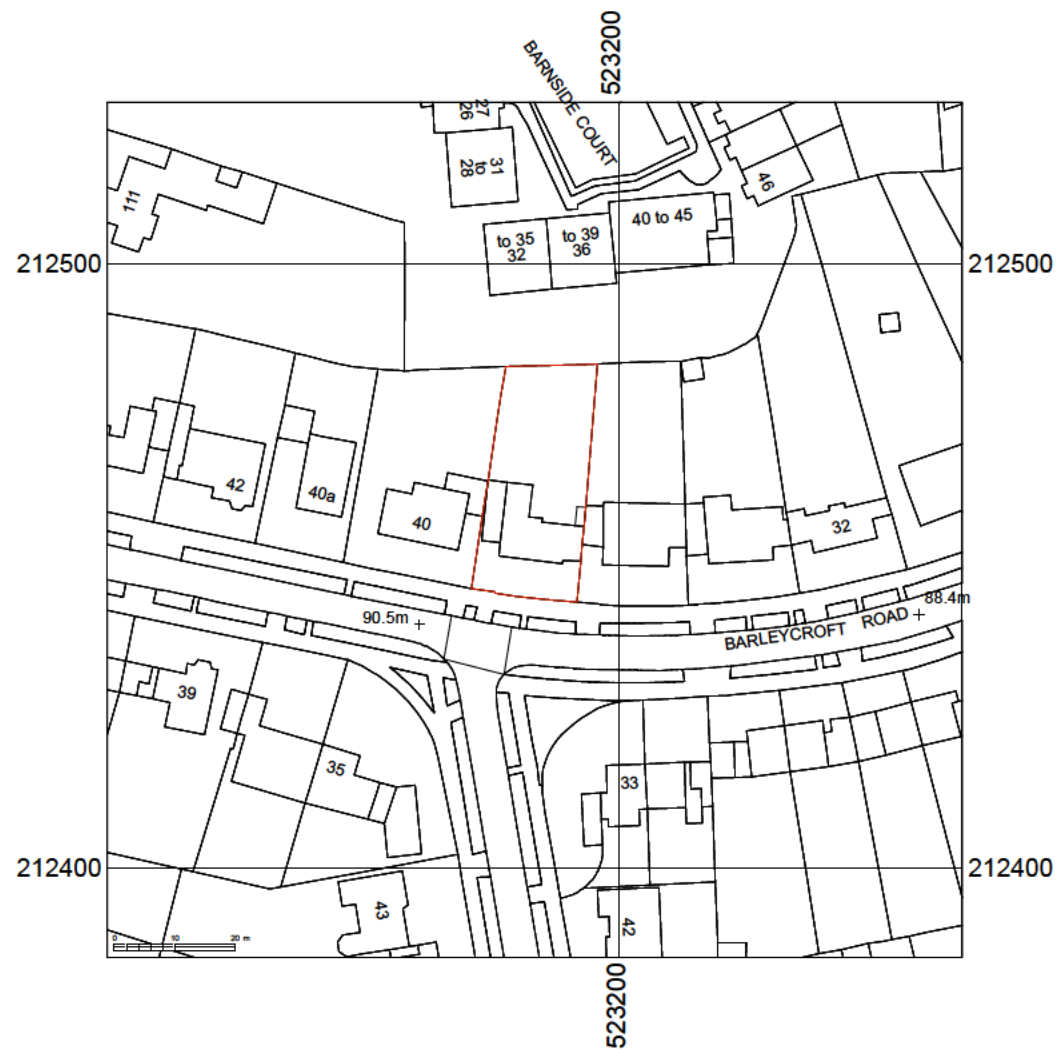 523200
BARNSIDE COURT
27
26
31
to
28
111
46
40 to 45
to 35
32
to 39
36
212500
212500
42
40a
40
32
90.5m
88.4m
BARLEYCROFT ROAD
39
35
33
212400
212400
43
42
0 10 20 m
523200